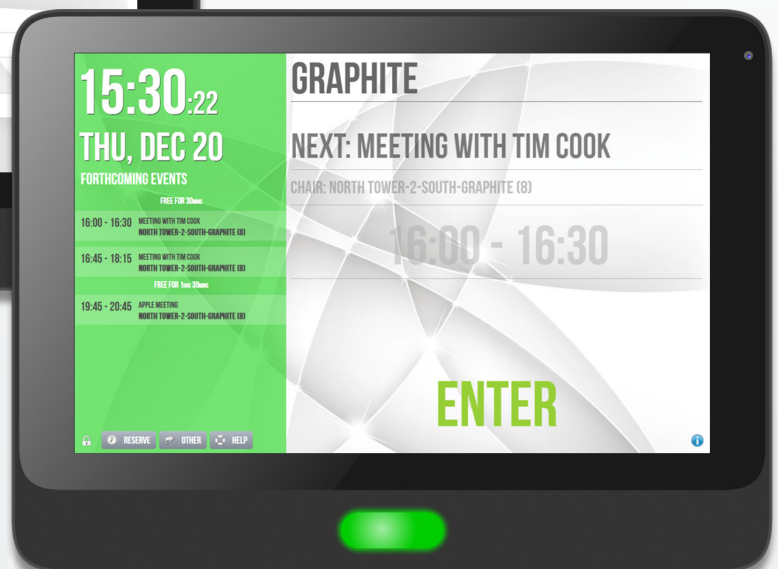 15:30:22
THU, DEC 20
FORTHCOMING EVENTS
FREE FOR 30MINS
16:00 - 16:30 MEETING WITH TIM COOK
NORTH TOWER-2-SOUTH-GRAPHITE (8)
16:45 - 18:15 MEETING WITH TIM COOK
NORTH TOWER-2-SOUTH-GRAPHITE (8)
FREE FOR 1HRS 30MINS
19:45 - 20:45 APPLE MEETING
NORTH TOWER-2-SOUTH-GRAPHITE (8)
RESERVE OTHER HELP
GRAPHITE
NEXT: MEETING WITH TIM COOK
CHAIR: NORTH TOWER-2-SOUTH-GRAPHITE (8)
16:00 - 16:30
ENTER
i